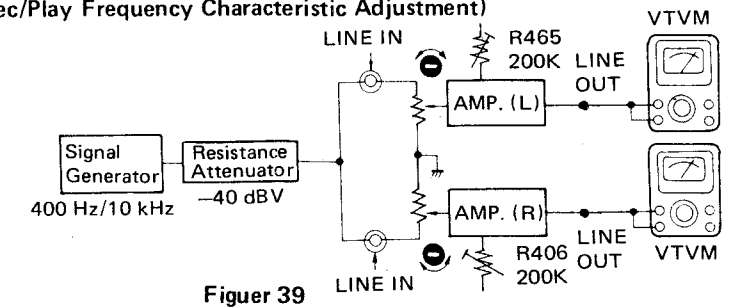 ec/Play Frequency Characteristic Adjustment)
LINE IN
R465
200K
LINE
OUT
VTVM
AMP. (L)
Signal
Generator
400 Hz/10 kHz
Resistance
Attenuator
−40 dBV
AMP. (R)
R406
200K
LINE
OUT
VTVM
LINE IN
Figuer 39